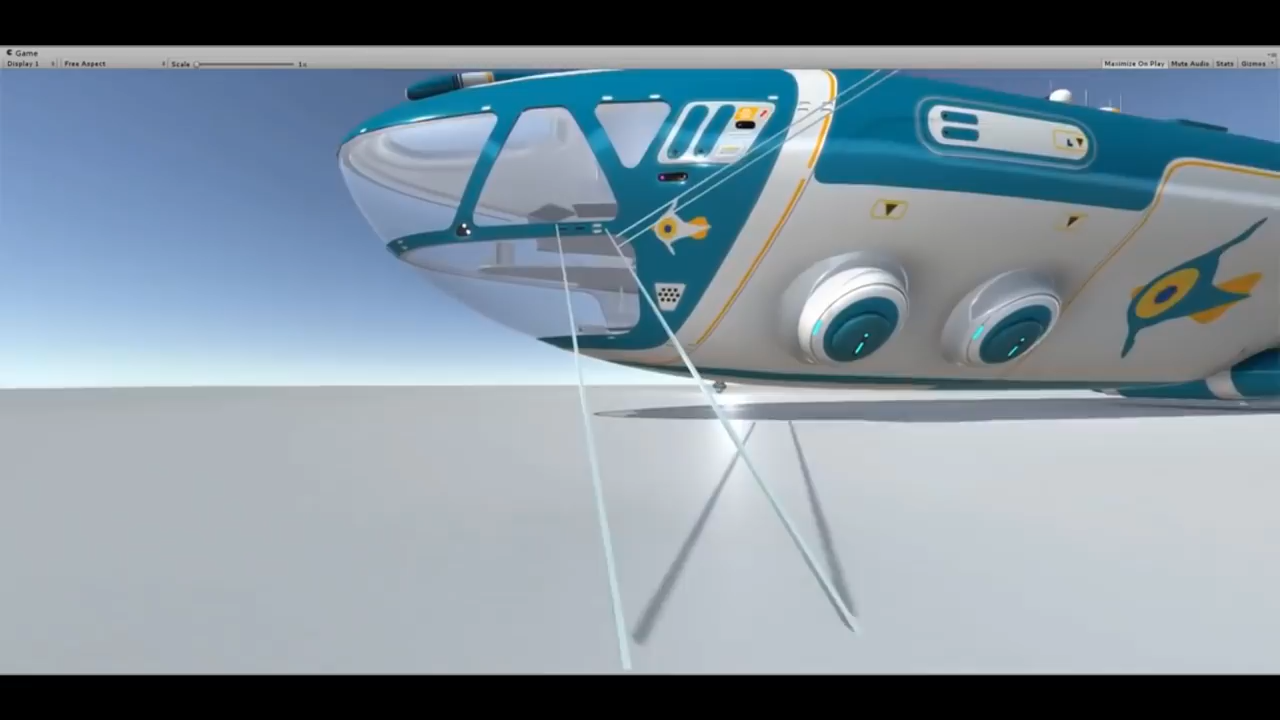 Game
Display 1 Free Aspect Scale 1x Maximize On Play Mute Audio Stats Gizmos
L